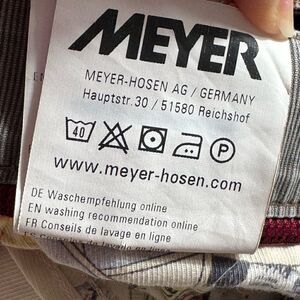 MEYER
MEYER-HOSEN AG / GERMANY
Hauptstr. 30 / 51580 Reichshof
40 P
www.meyer-hosen.com
DE Waschempfehlung online
EN washing recommendation online
FR Conseils de lavage en ligne